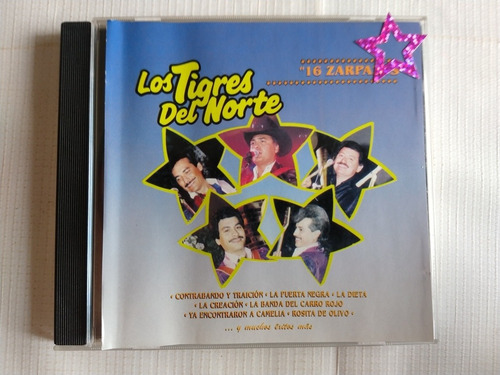 Los Tigres
Del Norte
"16
· CONTRABANDO Y TRAICIÓN · LA PUERTA NEGRA · LA DIETA
· LA CREACIÓN · LA BANDA DEL CARRO ROJO
· YA ENCONTRARON A CAMELIA · ROSITA DE OLIVO ·
... y muchos éxitos más